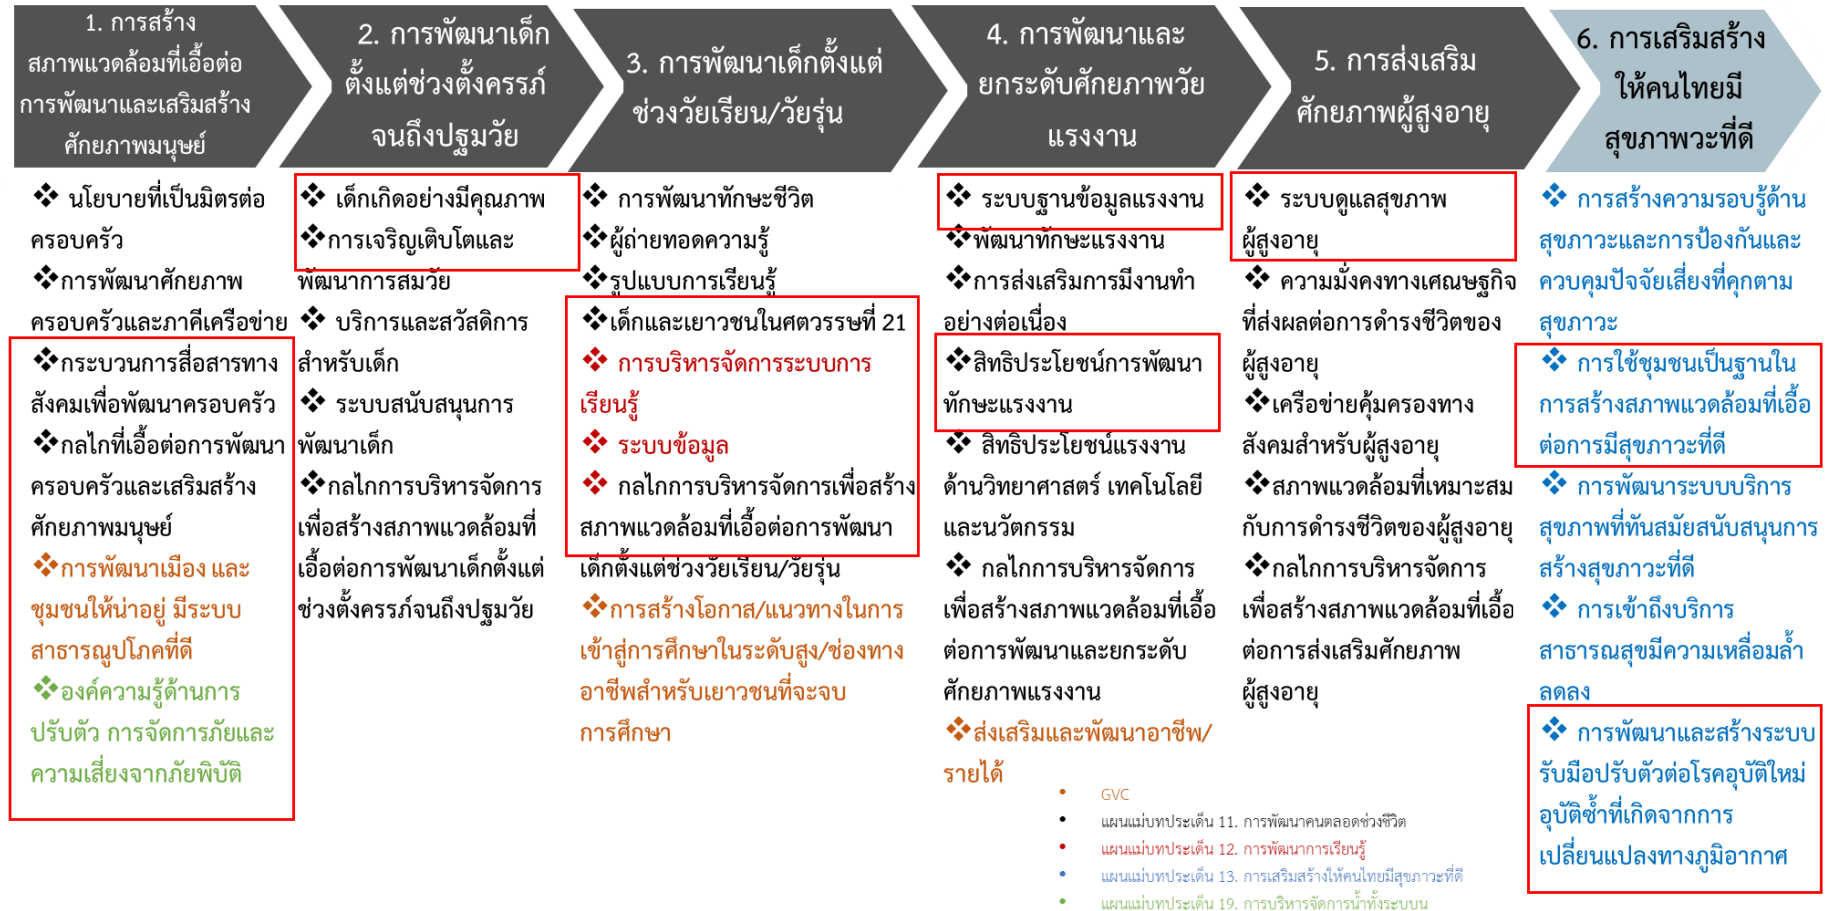 1. การสร้าง
สภาพแวดล้อมที่เอื้อต่อ
การพัฒนาและเสริมสร้าง
ศักยภาพมนุษย์
2. การพัฒนาเด็ก
ตั้งแต่ช่วงตั้งครรภ์
จนถึงปฐมวัย
3. การพัฒนาเด็กตั้งแต่
ช่วงวัยเรียน/วัยรุ่น
4. การพัฒนาและ
ยกระดับศักยภาพวัย
แรงงาน
5. การส่งเสริม
ศักยภาพผู้สูงอายุ
6. การเสริมสร้าง
ให้คนไทยมี
สุขภาพวะที่ดี
❖ นโยบายที่เป็นมิตรต่อ
ครอบครัว
❖การพัฒนาศักยภาพ
ครอบครัวและภาคีเครือข่าย
❖กระบวนการสื่อสารทาง
สังคมเพื่อพัฒนาครอบครัว
❖กลไกที่เอื้อต่อการพัฒนา
ครอบครัวและเสริมสร้าง
ศักยภาพมนุษย์
❖การพัฒนาเมือง และ
ชุมชนให้น่าอยู่ มีระบบ
สาธารณูปโภคที่ดี
❖องค์ความรู้ด้านการ
ปรับตัว การจัดการภัยและ
ความเสี่ยงจากภัยพิบัติ
❖ เด็กเกิดอย่างมีคุณภาพ
❖การเจริญเติบโตและ
พัฒนาการสมวัย
❖ บริการและสวัสดิการ
สำหรับเด็ก
❖ ระบบสนับสนุนการ
พัฒนาเด็ก
❖กลไกการบริหารจัดการ
เพื่อสร้างสภาพแวดล้อมที่
เอื้อต่อการพัฒนาเด็กตั้งแต่
ช่วงตั้งครรภ์จนถึงปฐมวัย
❖ การพัฒนาทักษะชีวิต
❖ผู้ถ่ายทอดความรู้
❖รูปแบบการเรียนรู้
❖เด็กและเยาวชนในศตวรรษที่ 21
❖ การบริหารจัดการระบบการ
เรียนรู้
❖ ระบบข้อมูล
❖ กลไกการบริหารจัดการเพื่อสร้าง
สภาพแวดล้อมที่เอื้อต่อการพัฒนา
เด็กตั้งแต่ช่วงวัยเรียน/วัยรุ่น
❖การสร้างโอกาส/แนวทางในการ
เข้าสู่การศึกษาในระดับสูง/ช่องทาง
อาชีพสำหรับเยาวชนที่จะจบ
การศึกษา
❖ ระบบฐานข้อมูลแรงงาน
❖พัฒนาทักษะแรงงาน
❖การส่งเสริมการมีงานทำ
อย่างต่อเนื่อง
❖สิทธิประโยชน์การพัฒนา
ทักษะแรงงาน
❖ สิทธิประโยชน์แรงงาน
ด้านวิทยาศาสตร์ เทคโนโลยี
และนวัตกรรม
❖ กลไกการบริหารจัดการ
เพื่อสร้างสภาพแวดล้อมที่เอื้อ
ต่อการพัฒนาและยกระดับ
ศักยภาพแรงงาน
❖ส่งเสริมและพัฒนาอาชีพ/
รายได้
❖ ระบบดูแลสุขภาพ
ผู้สูงอายุ
❖ ความมั่งคงทางเศณษฐกิจ
ที่ส่งผลต่อการดำรงชีวิตของ
ผู้สูงอายุ
❖เครือข่ายคุ้มครองทาง
สังคมสำหรับผู้สูงอายุ
❖สภาพแวดล้อมที่เหมาะสม
กับการดำรงชีวิตของผู้สูงอายุ
❖กลไกการบริหารจัดการ
เพื่อสร้างสภาพแวดล้อมที่เอื้อ
ต่อการส่งเสริมศักยภาพ
ผู้สูงอายุ
❖ การสร้างความรอบรู้ด้าน
สุขภาวะและการป้องกันและ
ควบคุมปัจจัยเสี่ยงที่คุกตาม
สุขภาวะ
❖ การใช้ชุมชนเป็นฐานใน
การสร้างสภาพแวดล้อมที่เอื้อ
ต่อการมีสุขภาวะที่ดี
❖ การพัฒนาระบบบริการ
สุขภาพที่ทันสมัยสนับสนุนการ
สร้างสุขภาวะที่ดี
❖ การเข้าถึงบริการ
สาธารณสุขมีความเหลื่อมล้ำ
ลดลง
❖ การพัฒนาและสร้างระบบ
รับมือปรับตัวต่อโรคอุบัติใหม่
อุบัติซ้ำที่เกิดจากการ
เปลี่ยนแปลงทางภูมิอากาศ
• GVC
• แผนแม่บทประเด็น 11. การพัฒนาคนตลอดช่วงชีวิต
• แผนแม่บทประเด็น 12. การพัฒนาการเรียนรู้
• แผนแม่บทประเด็น 13. การเสริมสร้างให้คนไทยมีสุขภาวะที่ดี
• แผนแม่บทประเด็น 19. การบริหารจัดการน้ำทั้งระบบน